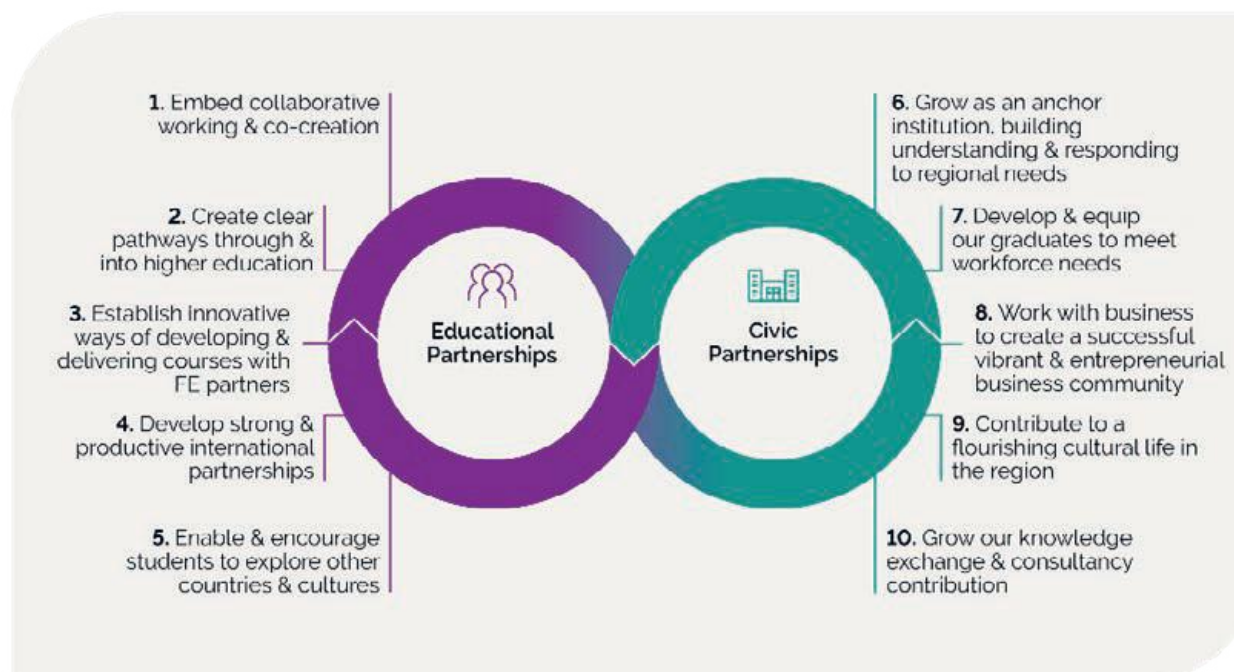 1. Embed collaborative
working & co-creation
2. Create clear
pathways through &
into higher education
3. Establish innovative
ways of developing &
delivering courses with
FE partners
4. Develop strong &
productive international
partnerships
5. Enable & encourage
students to explore other
countries & cultures
Educational
Partnerships
Civic
Partnerships
6. Grow as an anchor
institution, building
understanding & responding
to regional needs
7. Develop & equip
our graduates to meet
workforce needs
8. Work with business
to create a successful
vibrant & entrepreneurial
business community
9. Contribute to a
flourishing cultural life in
the region
10. Grow our knowledge
exchange & consultancy
contribution